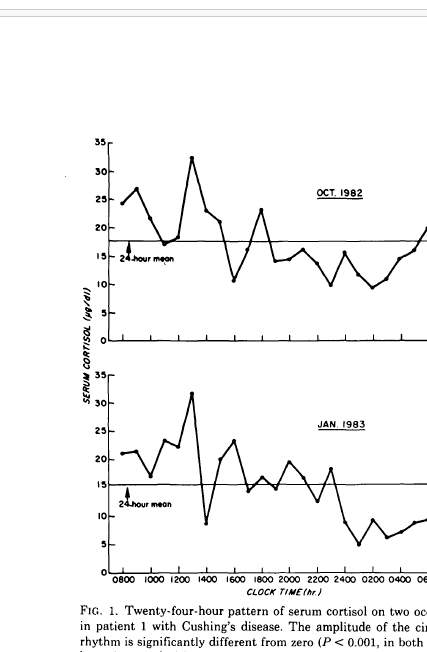 35
30
25
20
15
10
5
0
OCT. 1982
24-hour mean
SERUM CORTISOL (µg/dl)
35
30
25
20
15
10
5
0
JAN. 1983
24-hour mean
0800 1000 1200 1400 1600 1800 2000 2200 2400 0200 0400
CLOCK TIME (hr.)
FIG. 1. Twenty-four-hour pattern of serum cortisol on two
in patient 1 with Cushing's disease. The amplitude of the
rhythm is significantly different from zero (P < 0.001, in both